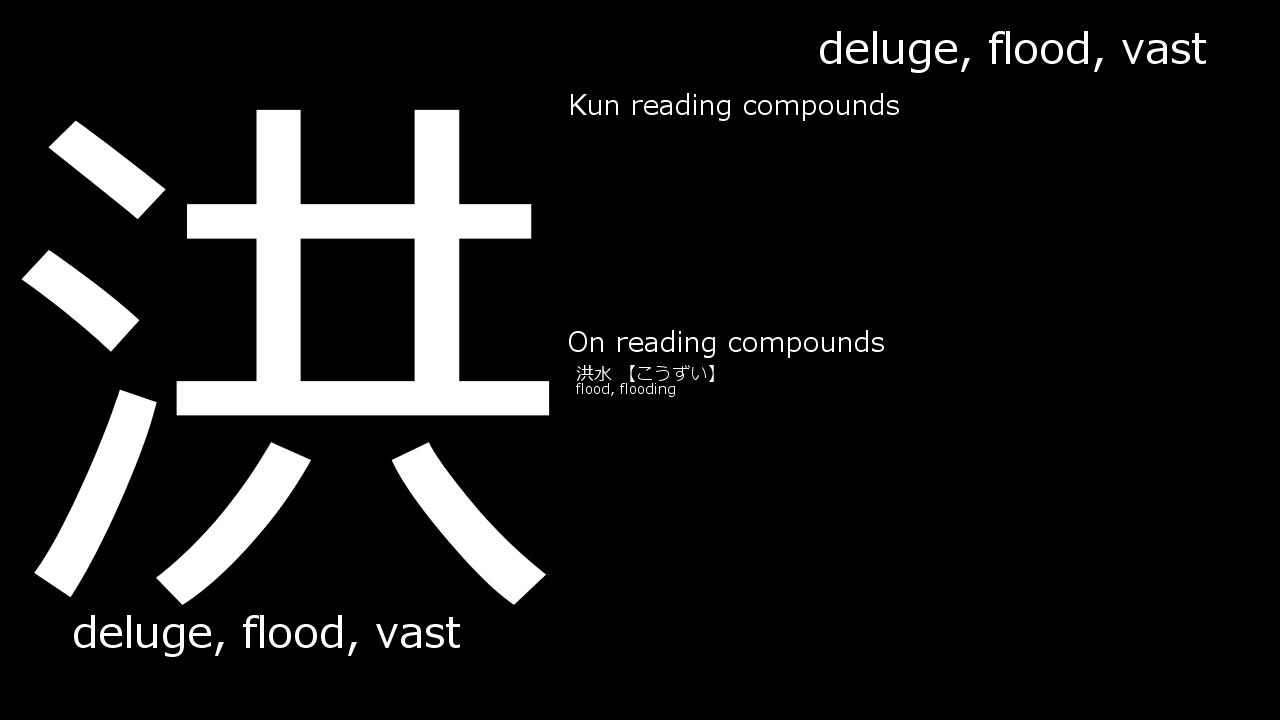 deluge, flood, vast
洪
Kun reading compounds
On reading compounds
洪水 【こうずい】
flood, flooding
deluge, flood, vast